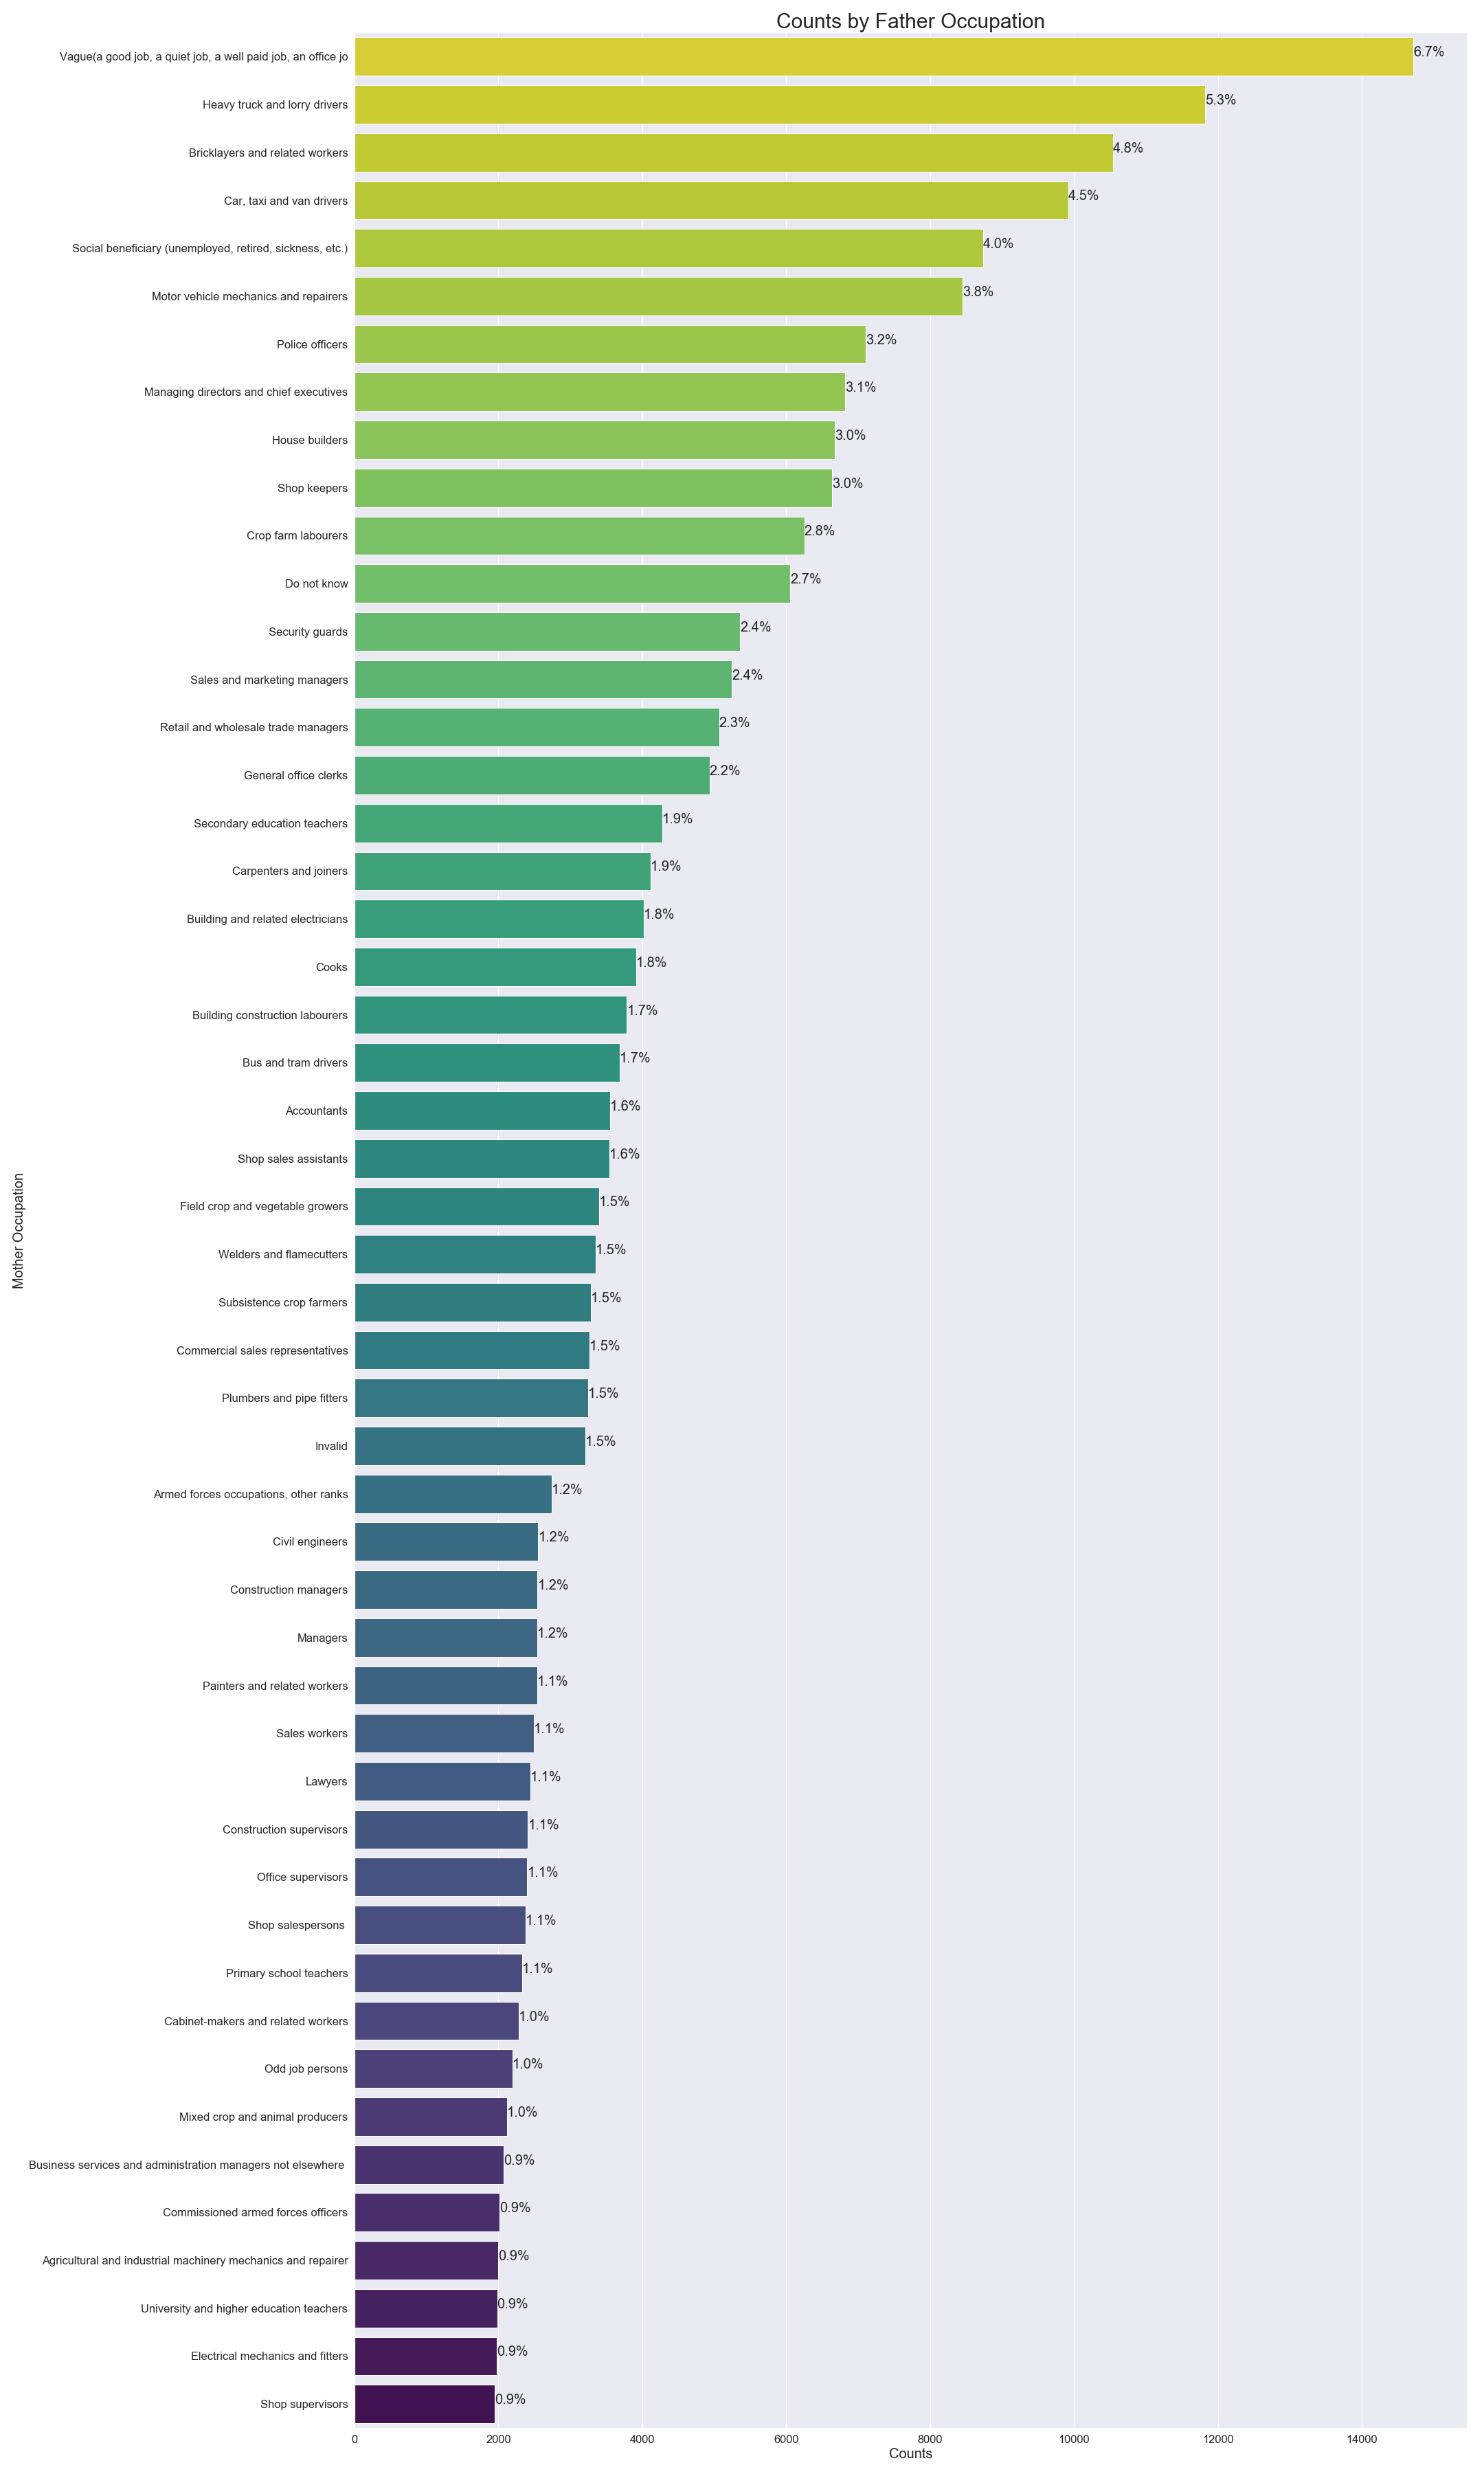 Counts by Father Occupation
Vague(a good job, a quiet job, a well paid job, an office jo 6.7%
Heavy truck and lorry drivers 5.3%
Bricklayers and related workers 4.8%
Car, taxi and van drivers 4.5%
Social beneficiary (unemployed, retired, sickness, etc.) 4.0%
Motor vehicle mechanics and repairers 3.8%
Police officers 3.2%
Managing directors and chief executives 3.1%
House builders 3.0%
Shop keepers 3.0%
Crop farm labourers 2.8%
Do not know 2.7%
Security guards 2.4%
Sales and marketing managers 2.4%
Retail and wholesale trade managers 2.3%
General office clerks 2.2%
Secondary education teachers 1.9%
Carpenters and joiners 1.9%
Building and related electricians 1.8%
Cooks 1.8%
Building construction labourers 1.7%
Bus and tram drivers 1.7%
Accountants 1.6%
Shop sales assistants 1.6%
Field crop and vegetable growers 1.5%
Welders and flamecutters 1.5%
Subsistence crop farmers 1.5%
Commercial sales representatives 1.5%
Plumbers and pipe fitters 1.5%
Invalid 1.5%
Armed forces occupations, other ranks 1.2%
Civil engineers 1.2%
Construction managers 1.2%
Managers 1.2%
Painters and related workers 1.1%
Sales workers 1.1%
Lawyers 1.1%
Construction supervisors 1.1%
Office supervisors 1.1%
Shop salespersons 1.1%
Primary school teachers 1.1%
Cabinet-makers and related workers 1.0%
Odd job persons 1.0%
Mixed crop and animal producers 1.0%
Business services and administration managers not elsewhere 0.9%
Commissioned armed forces officers 0.9%
Agricultural and industrial machinery mechanics and repairer 0.9%
University and higher education teachers 0.9%
Electrical mechanics and fitters 0.9%
Shop supervisors 0.9%
Mother Occupation
0 2000 4000 6000 8000 10000 12000 14000
Counts